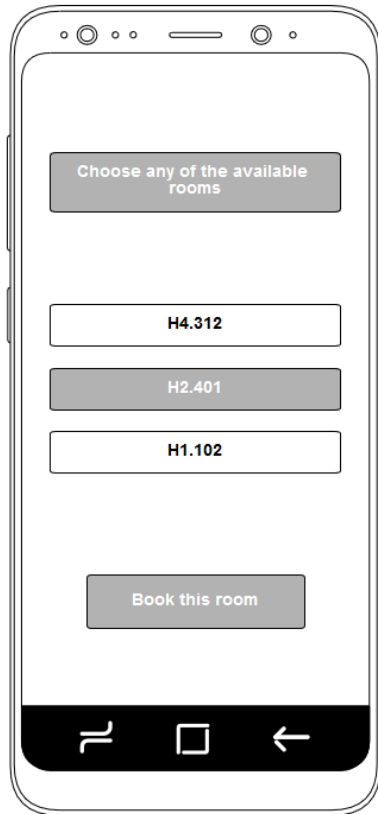 Choose any of the available
rooms
H4.312
H2.401
H1.102
Book this room